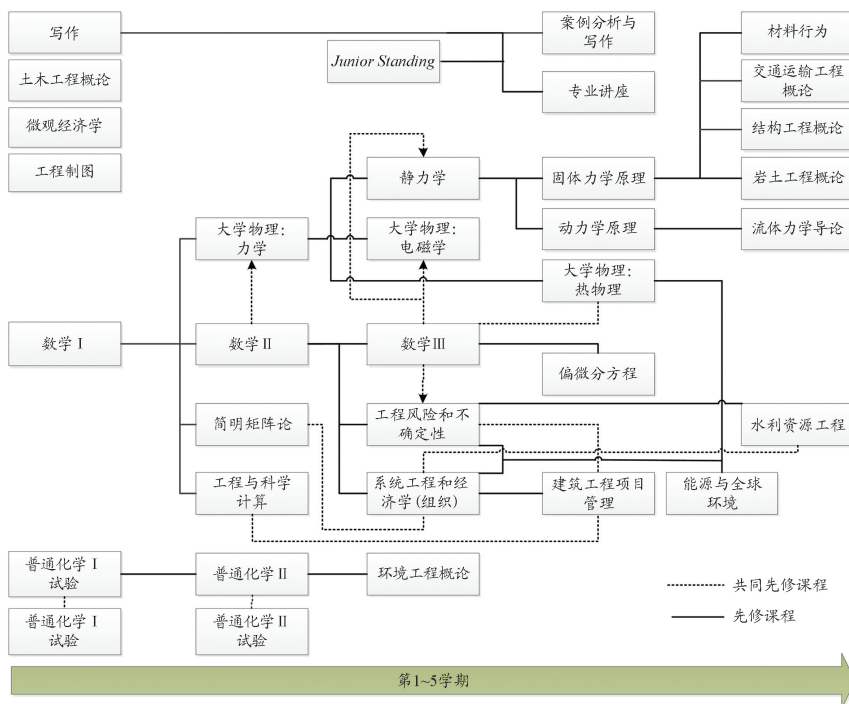 写作
案例分析与
写作
材料行为
Junior Standing
土木工程概论
专业讲座
交通运输工程
概论
微观经济学
结构工程概论
工程制图
静力学
固体力学原理
岩土工程概论
大学物理:
力学
大学物理:
电磁学
动力学原理
流体力学导论
大学物理:
热物理
数学Ⅰ
数学Ⅱ
数学Ⅲ
偏微分方程
简明矩阵论
工程风险和不
确定性
水利资源工程
工程与科学
计算
系统工程和经
济学(组织)
建筑工程项目
管理
能源与全球
环境
普通化学Ⅰ
试验
普通化学Ⅱ
环境工程概论
普通化学Ⅰ
试验
普通化学Ⅱ
试验
共同先修课程
先修课程
第1~5学期